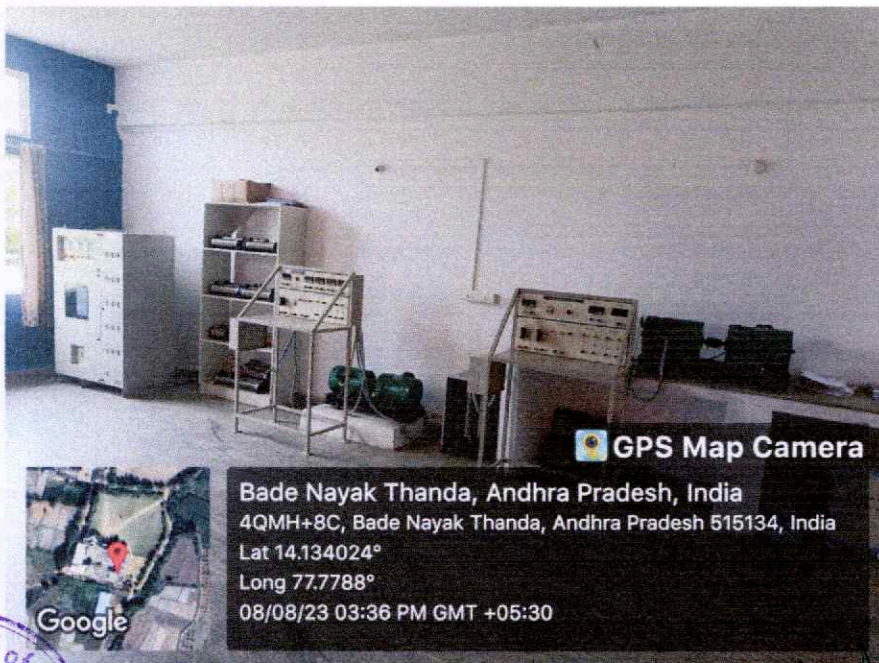 GPS Map Camera
Bade Nayak Thanda, Andhra Pradesh, India
4QMH+8C, Bade Nayak Thanda, Andhra Pradesh 515134, India
Lat 14.134024°
Long 77.7788°
08/08/23 03:36 PM GMT +05:30
Google
of